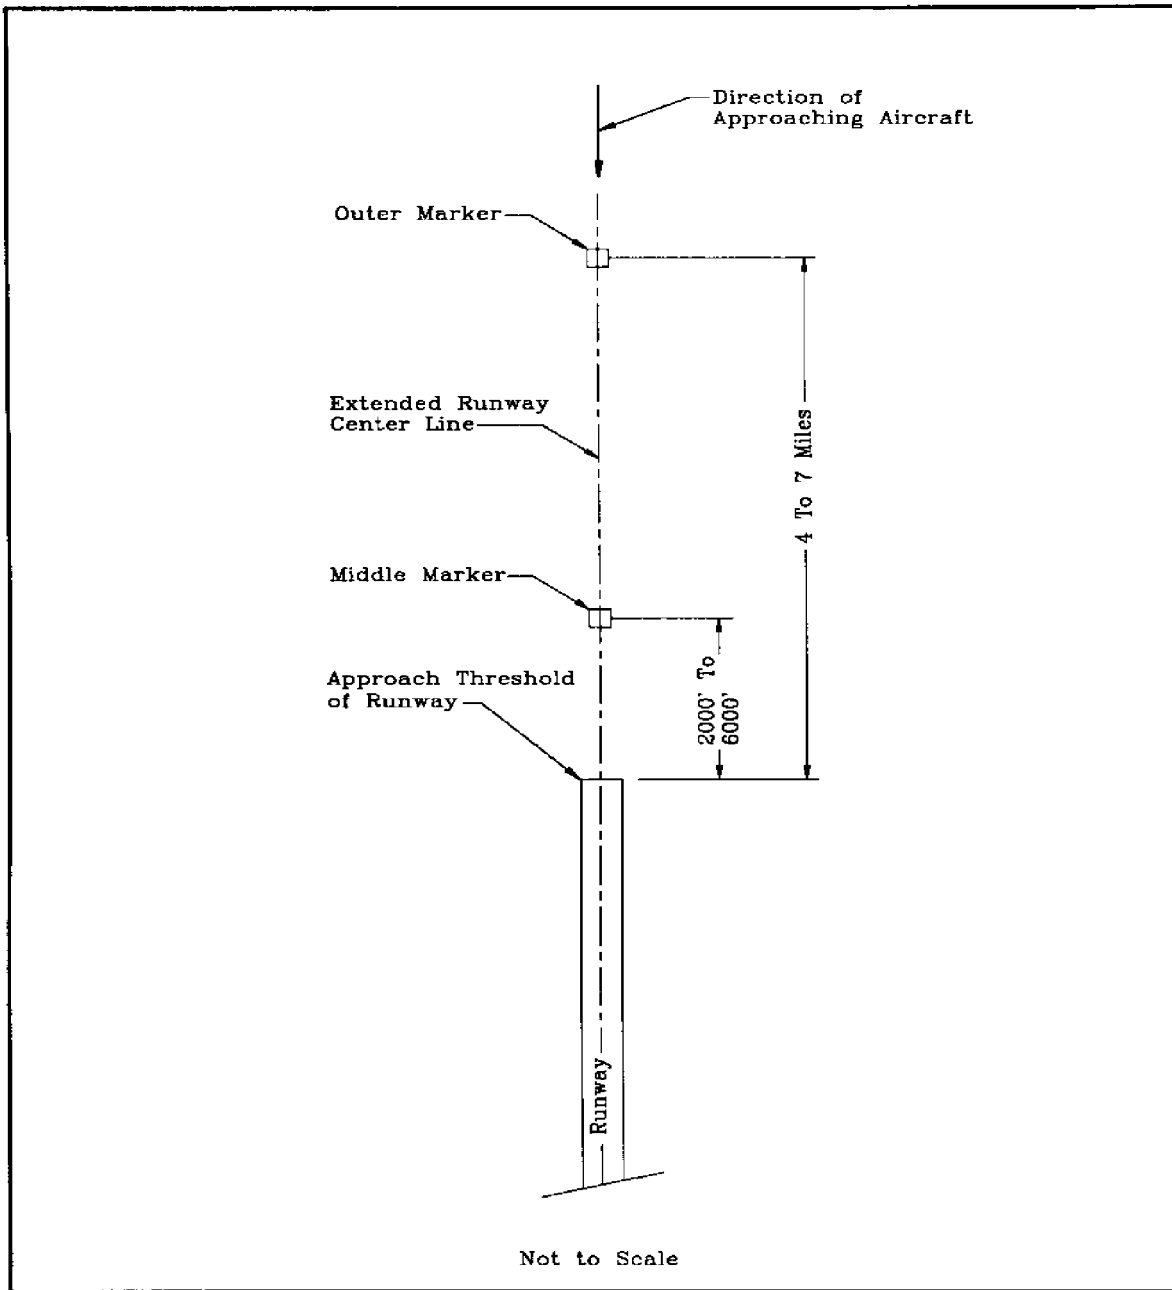 Direction of
Approaching Aircraft
Outer Marker
Extended Runway
Center Line
4 To 7 Miles
Middle Marker
2000' To
6000'
Approach Threshold
of Runway
Runway
Not to Scale